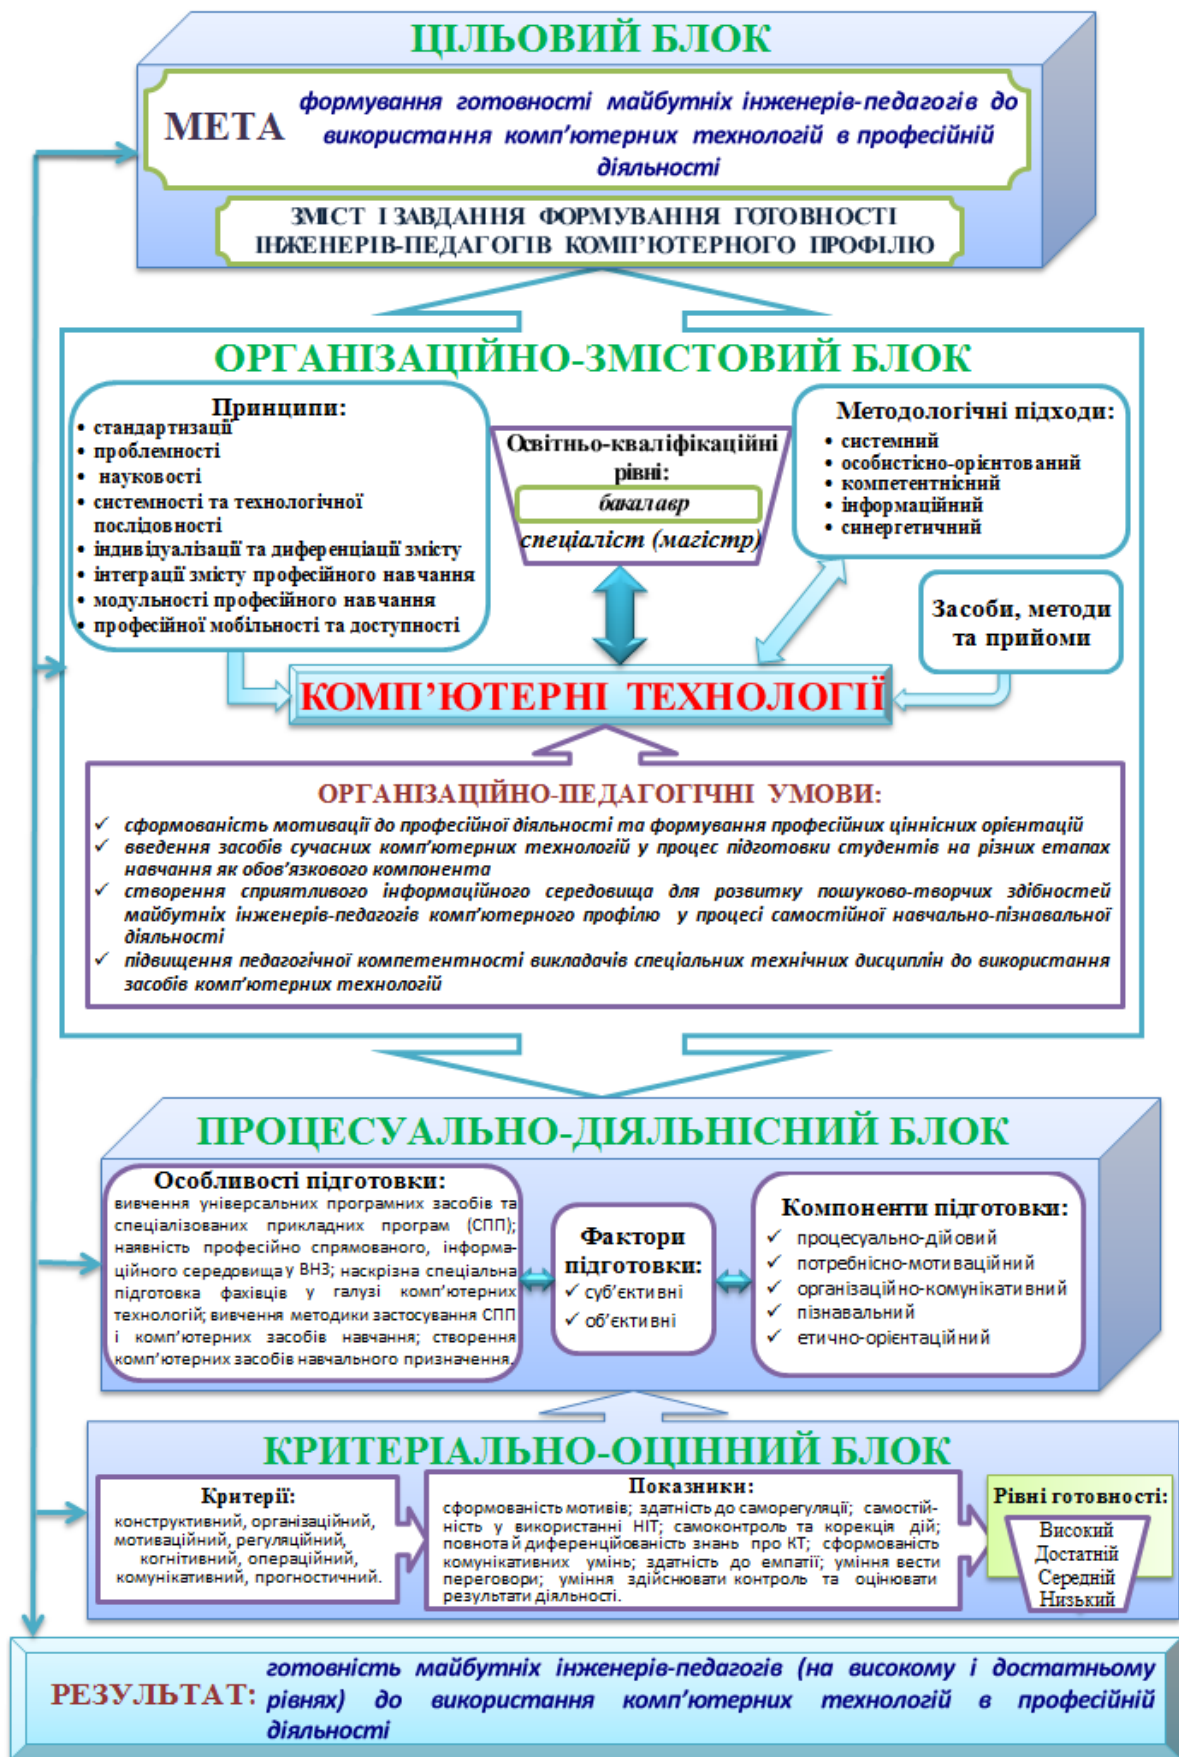 ЦІЛЬОВИЙ БЛОК
МЕТА
формування готовності майбутніх інженерів-педагогів до
використання комп’ютерних технологій в професійній
діяльності
ЗМІСТ І ЗАВДАННЯ ФОРМУВАННЯ ГОТОВНОСТІ
ІНЖЕНЕРІВ-ПЕДАГОГІВ КОМП’ЮТЕРНОГО ПРОФІЛЮ
ОРГАНІЗАЦІЙНО-ЗМІСТОВИЙ БЛОК
Принципи:
• стандартизації
• проблемності
• науковості
• системності та технологічної
послідовності
• індивідуалізації та диференціації змісту
• інтеграції змісту професійного навчання
• модульності професійного навчання
• професійної мобільності та доступності
Освітньо-кваліфікаційні
рівні:
бакалавр
спеціаліст (магістр)
Методологічні підходи:
• системний
• особистісно-орієнтований
• компетентнісний
• інформаційний
• синергетичний
Засоби, методи
та прийоми
КОМП’ЮТЕРНІ ТЕХНОЛОГІЇ
ОРГАНІЗАЦІЙНО-ПЕДАГОГІЧНІ УМОВИ:
✓ сформованість мотивації до професійної діяльності та формування професійних ціннісних орієнтацій
✓ введення засобів сучасних комп’ютерних технологій у процес підготовки студентів на різних етапах
навчання як обов’язкового компонента
✓ створення сприятливого інформаційного середовища для розвитку пошуково-творчих здібностей
майбутніх інженерів-педагогів комп’ютерного профілю у процесі самостійної навчально-пізнавальної
діяльності
✓ підвищення педагогічної компетентності викладачів спеціальних технічних дисциплін до використання
засобів комп’ютерних технологій
ПРОЦЕСУАЛЬНО-ДІЯЛЬНІСНИЙ БЛОК
Особливості підготовки:
вивчення універсальних програмних засобів та
спеціалізованих прикладних програм (СПП);
наявність професійно спрямованого, інформа-
ційного середовища у ВНЗ; наскрізна спеціальна
підготовка фахівців у галузі комп’ютерних
технологій; вивчення методики застосування СПП
і комп’ютерних засобів навчання; створення
комп’ютерних засобів навчального призначення.
Фактори
підготовки:
✓ суб’єктивні
✓ об’єктивні
Компоненти підготовки:
✓ процесуально-дійовий
✓ потребнісно-мотиваційний
✓ організаційно-комунікативний
✓ пізнавальний
✓ етично-орієнтаційний
КРИТЕРІАЛЬНО-ОЦІННИЙ БЛОК
Критерії:
конструктивний, організаційний,
мотиваційний, регуляційний,
когнітивний, операційний,
комунікативний, прогностичний.
Показники:
сформованість мотивів; здатність до саморегуляції; самостій-
ність у використанні НІТ; самоконтроль та корекція дій;
повнота й диференційованість знань про КТ; сформованість
комунікативних умінь; здатність до емпатії; уміння вести
переговори; уміння здійснювати контроль та оцінювати
результати діяльності.
Рівні готовності:
Високий
Достатній
Середній
Низький
РЕЗУЛЬТАТ:
готовність майбутніх інженерів-педагогів (на високому і достатньому
рівнях) до використання комп’ютерних технологій в професійній
діяльності